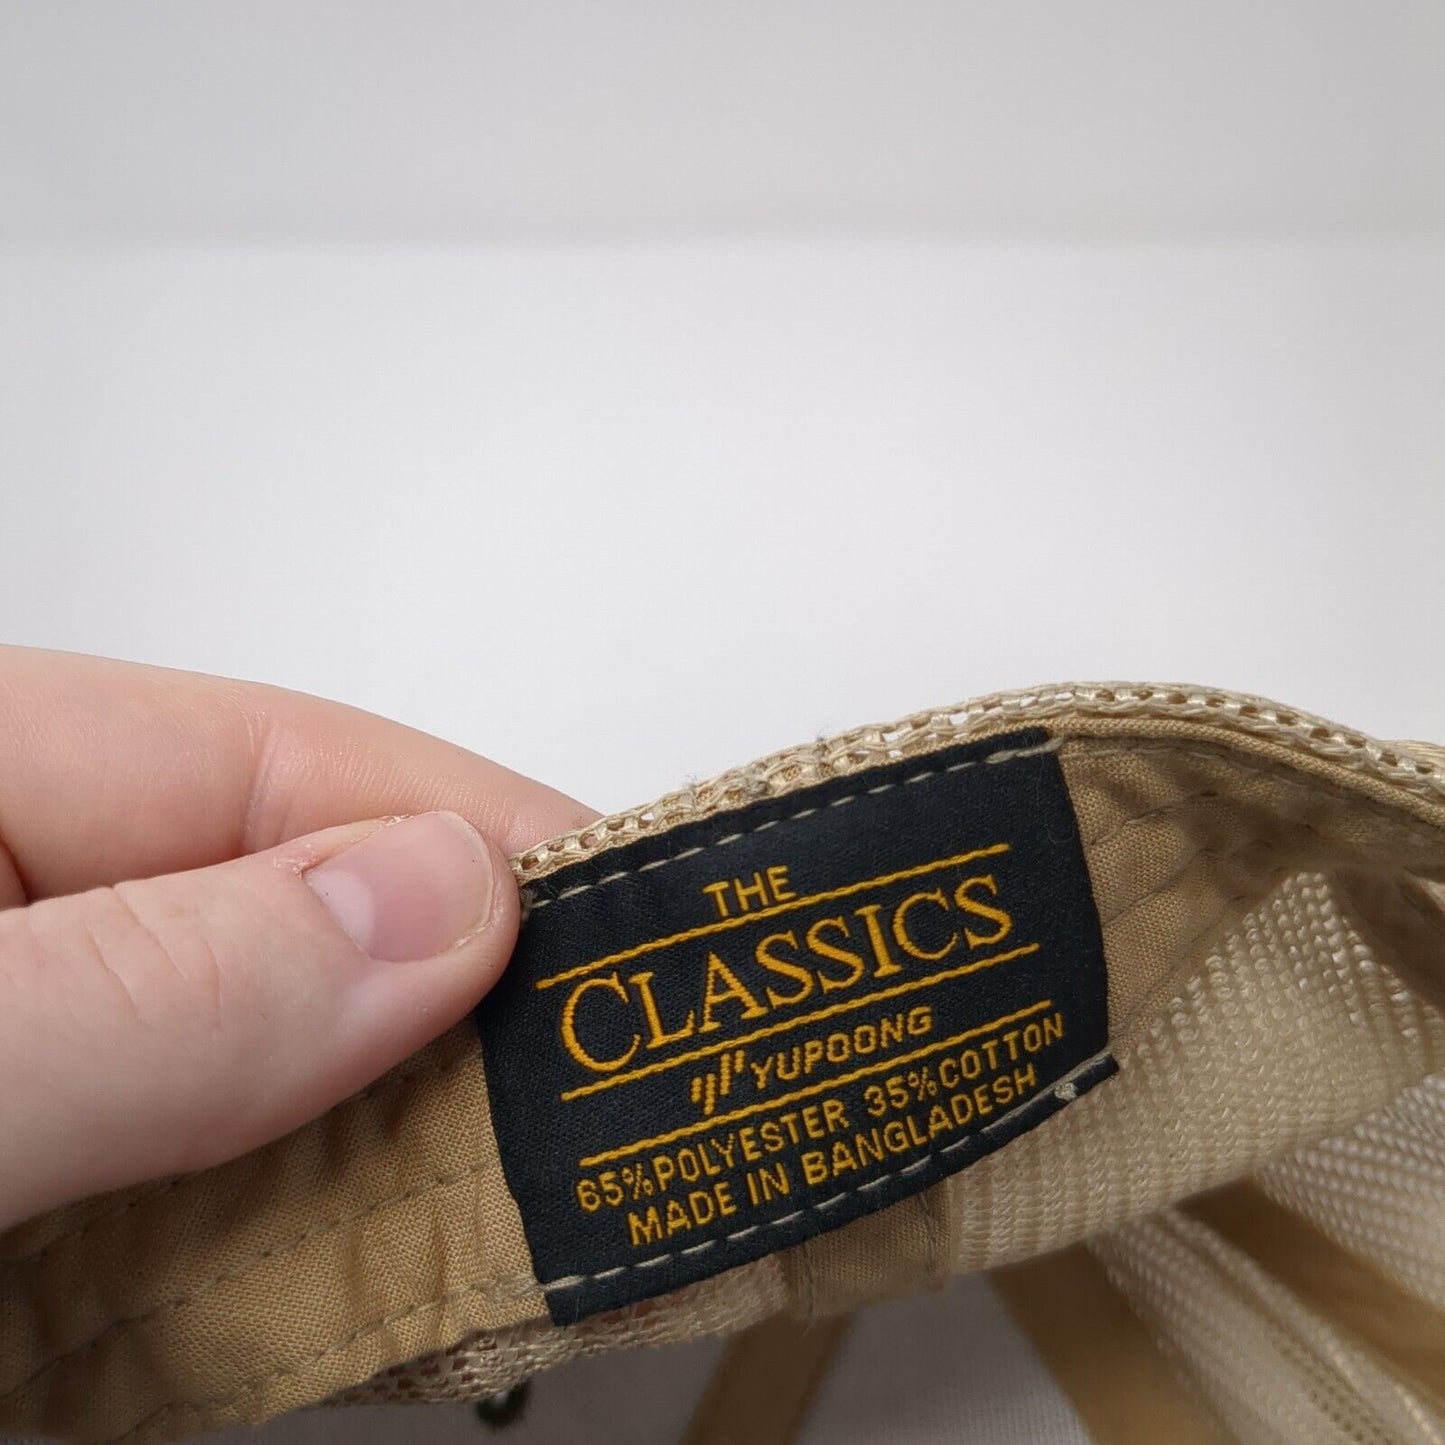 THE
CLASSICS
YUPOONG
65% POLYESTER 35% COTTON
MADE IN BANGLADESH